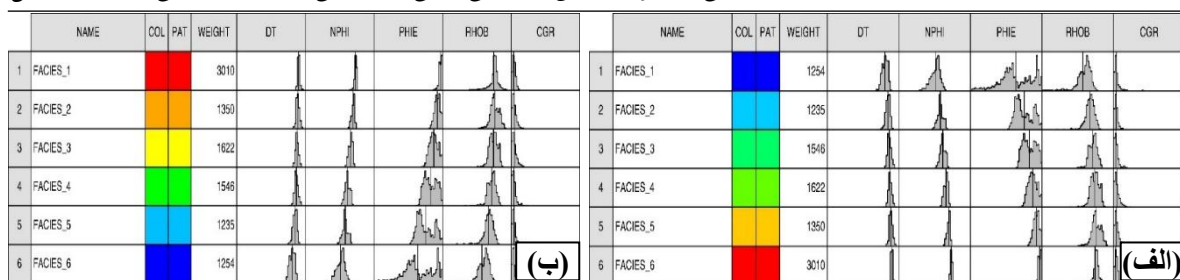 NAME COL PAT WEIGHT DT NPHI PHIE RHOB CGR
1 FACIES_1 3010
2 FACIES_2 1350
3 FACIES_3 1622
4 FACIES_4 1546
5 FACIES_5 1235
6 FACIES_6 1254
(ب)
NAME COL PAT WEIGHT DT NPHI PHIE RHOB CGR
1 FACIES_1 1254
2 FACIES_2 1235
3 FACIES_3 1546
4 FACIES_4 1622
5 FACIES_5 1350
6 FACIES_6 3010
(الف)